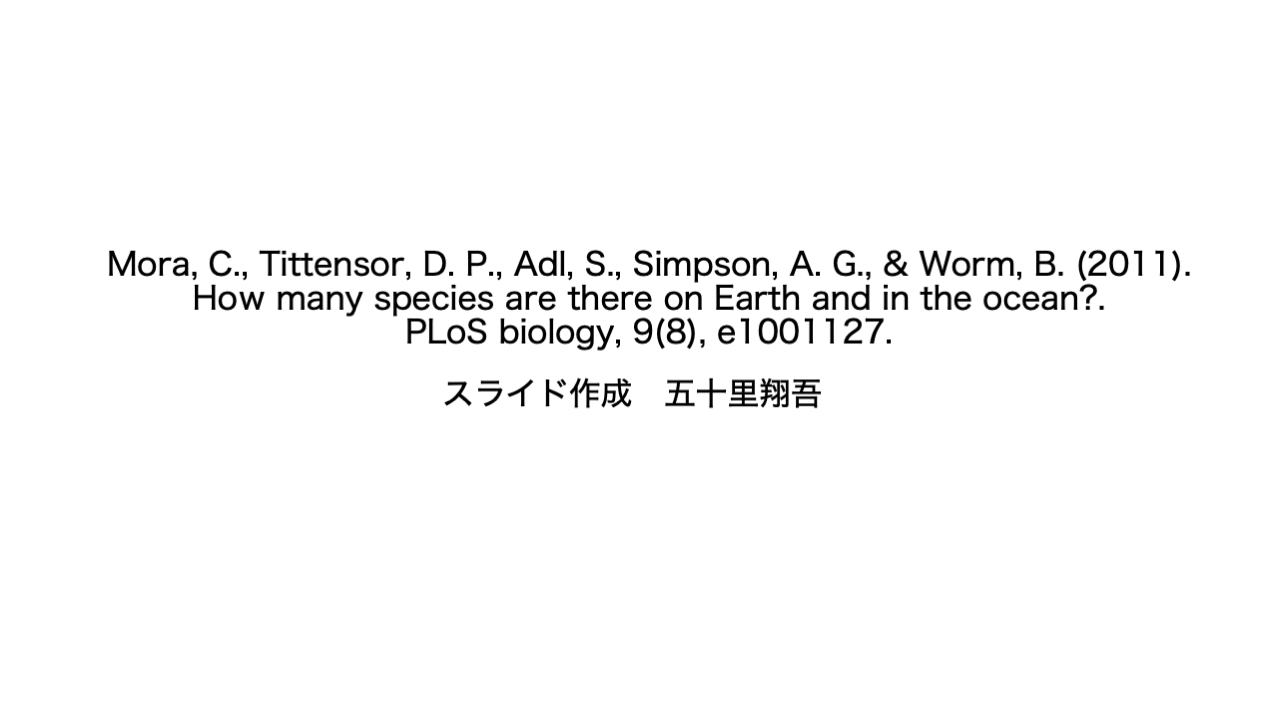 Mora, C., Tittensor, D. P., Adl, S., Simpson, A. G., & Worm, B. (2011).
How many species are there on Earth and in the ocean?.
PLoS biology, 9(8), e1001127.
スライド作成　五十里翔吾